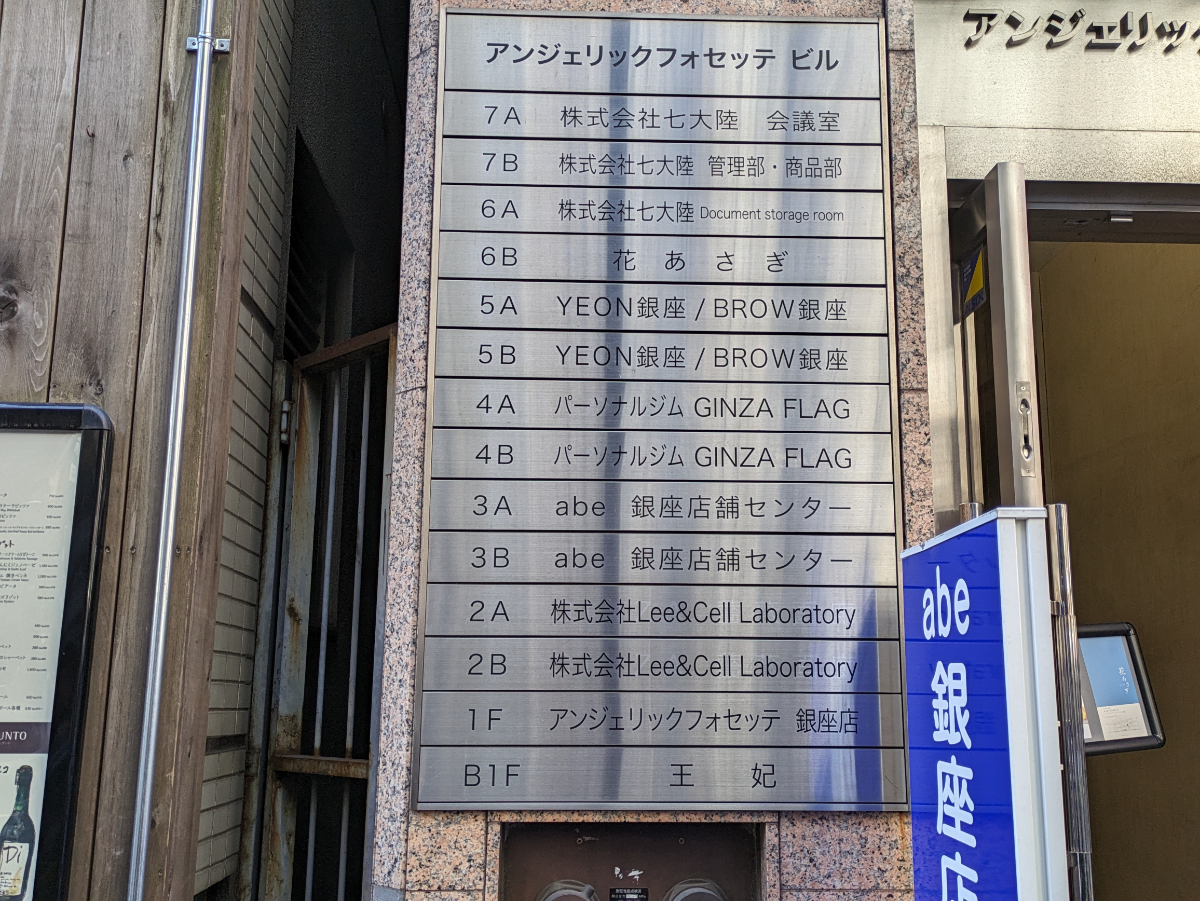 アンジェリックフォセッテ ビル
7A 株式会社七大陸 会議室
7B 株式会社七大陸 管理部・商品部
6A 株式会社七大陸 Document storage room
6B 花あさぎ
5A YEON銀座 / BROW銀座
5B YEON銀座 / BROW銀座
4A パーソナルジム GINZA FLAG
4B パーソナルジム GINZA FLAG
3A abe 銀座店舗センター
3B abe 銀座店舗センター
2A 株式会社Lee&Cell Laboratory
2B 株式会社Lee&Cell Laboratory
1F アンジェリックフォセッテ 銀座店
B1F 王妃
アンジェリック
abe 銀座店
UNTO
Di